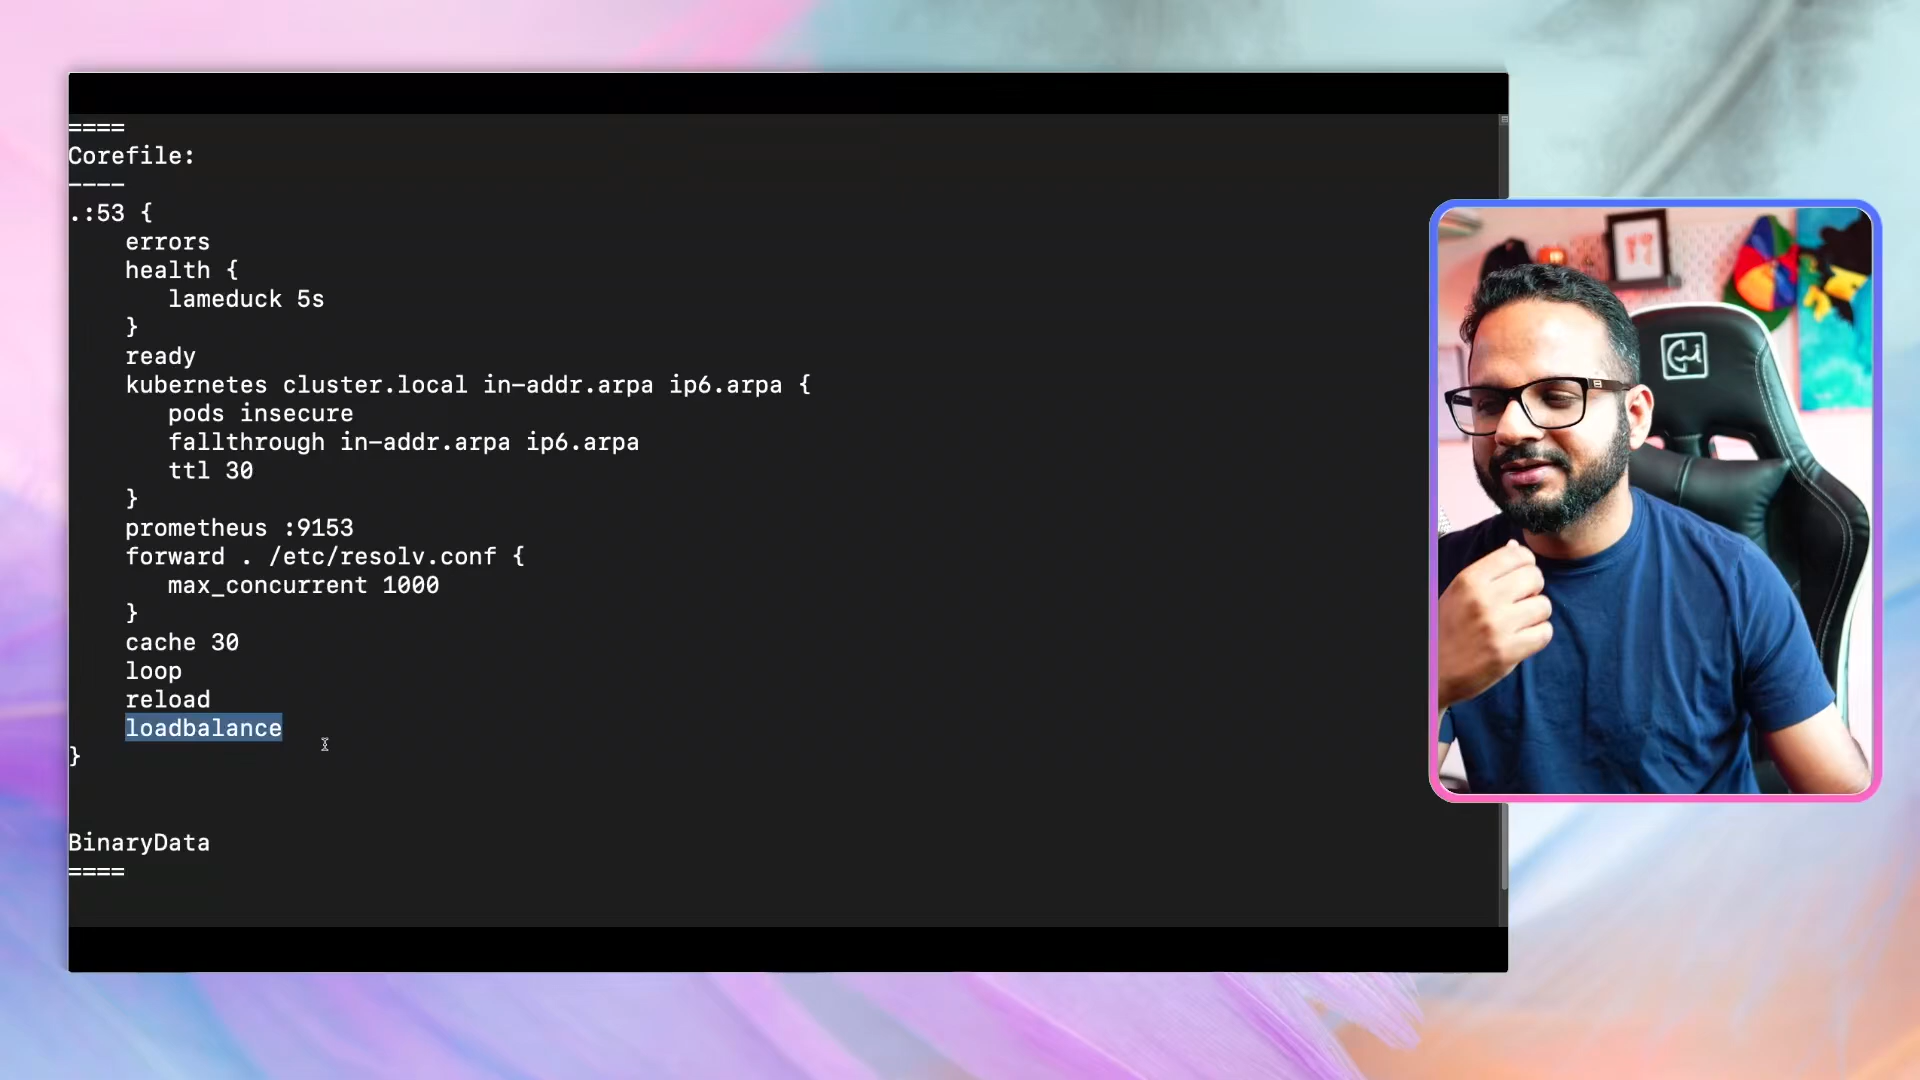 ====
Corefile:
----
.:53 {
    errors
    health {
       lameduck 5s
    }
    ready
    kubernetes cluster.local in-addr.arpa ip6.arpa {
       pods insecure
       fallthrough in-addr.arpa ip6.arpa
       ttl 30
    }
    prometheus :9153
    forward . /etc/resolv.conf {
       max_concurrent 1000
    }
    cache 30
    loop
    reload
    loadbalance
}
BinaryData
====